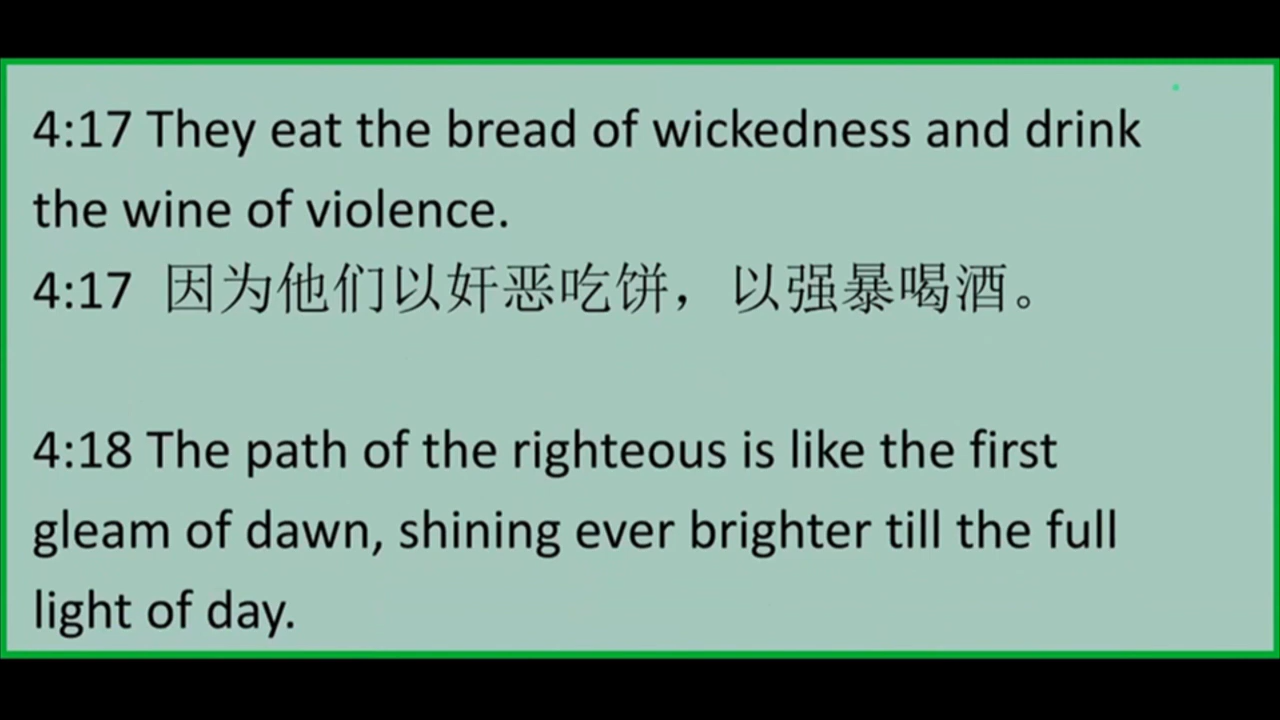 4:17 They eat the bread of wickedness and drink
the wine of violence.
4:17 因为他们以奸恶吃饼，以强暴喝酒。
4:18 The path of the righteous is like the first
gleam of dawn, shining ever brighter till the full
light of day.